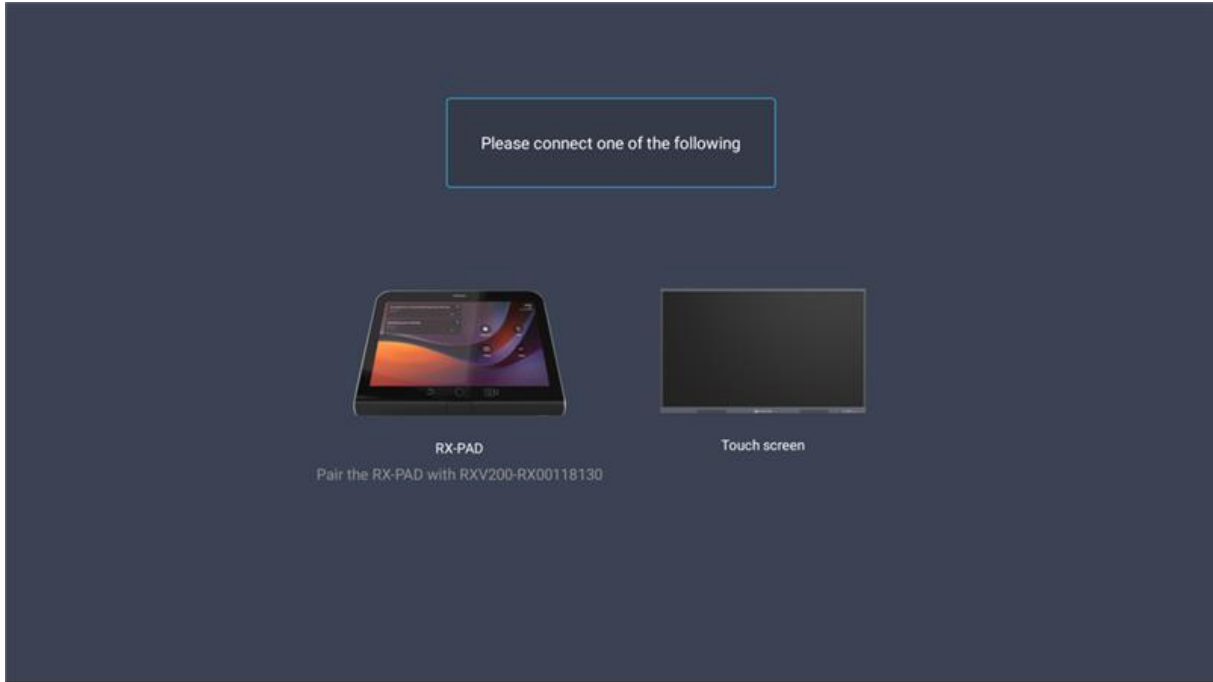 Please connect one of the following
RX-PAD
Touch screen
Pair the RX-PAD with RXV200-RX00118130